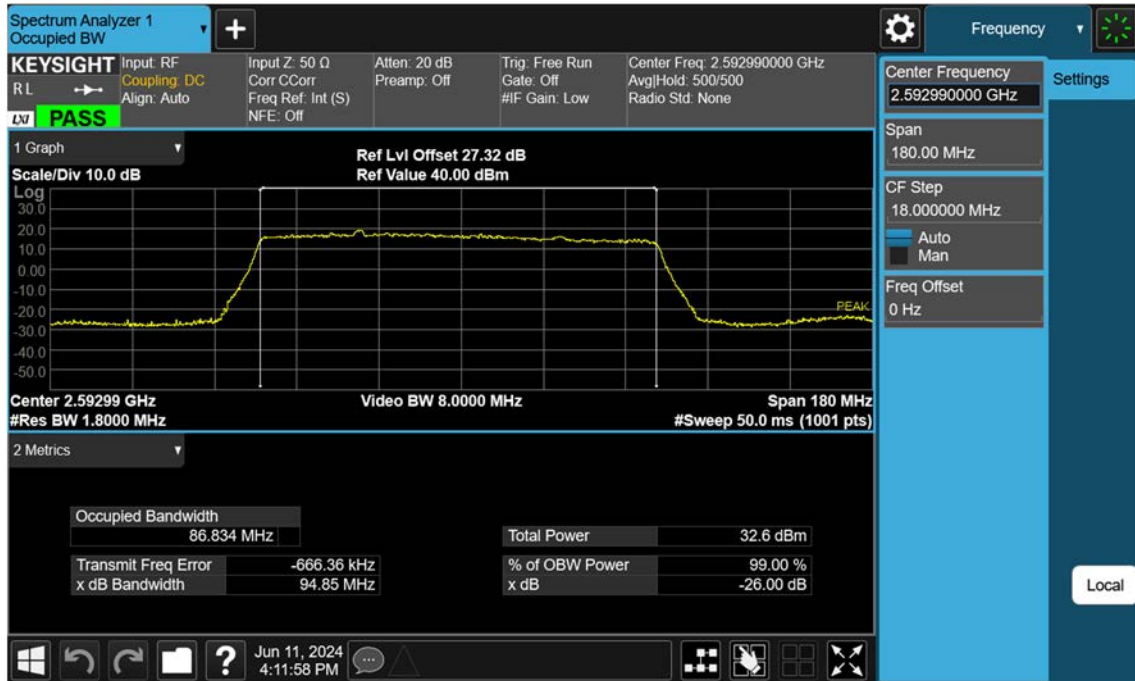 Spectrum Analyzer 1
Occupied BW
+
Frequency
KEYSIGHT
R L
LXI
PASS
Input: RF
Coupling: DC
Align: Auto
Input Z: 50 Ω
Corr CCorr
Freq Ref: Int (S)
NFE: Off
Atten: 20 dB
Preamp: Off
Trig: Free Run
Gate: Off
#IF Gain: Low
Center Freq: 2.592990000 GHz
Avg|Hold: 500/500
Radio Std: None
Center Frequency
2.592990000 GHz
Settings
Span
180.00 MHz
CF Step
18.000000 MHz
Auto
Man
Freq Offset
0 Hz
Local
1 Graph
Scale/Div 10.0 dB
Ref Lvl Offset 27.32 dB
Ref Value 40.00 dBm
Log
30.0
20.0
10.0
0.00
-10.0
-20.0
-30.0
-40.0
-50.0
PEAK
Center 2.59299 GHz
Video BW 8.0000 MHz
Span 180 MHz
#Res BW 1.8000 MHz
#Sweep 50.0 ms (1001 pts)
2 Metrics
Occupied Bandwidth
86.834 MHz
Total Power 32.6 dBm
Transmit Freq Error -666.36 kHz
% of OBW Power 99.00 %
x dB Bandwidth 94.85 MHz
x dB -26.00 dB
?
Jun 11, 2024
4:11:58 PM